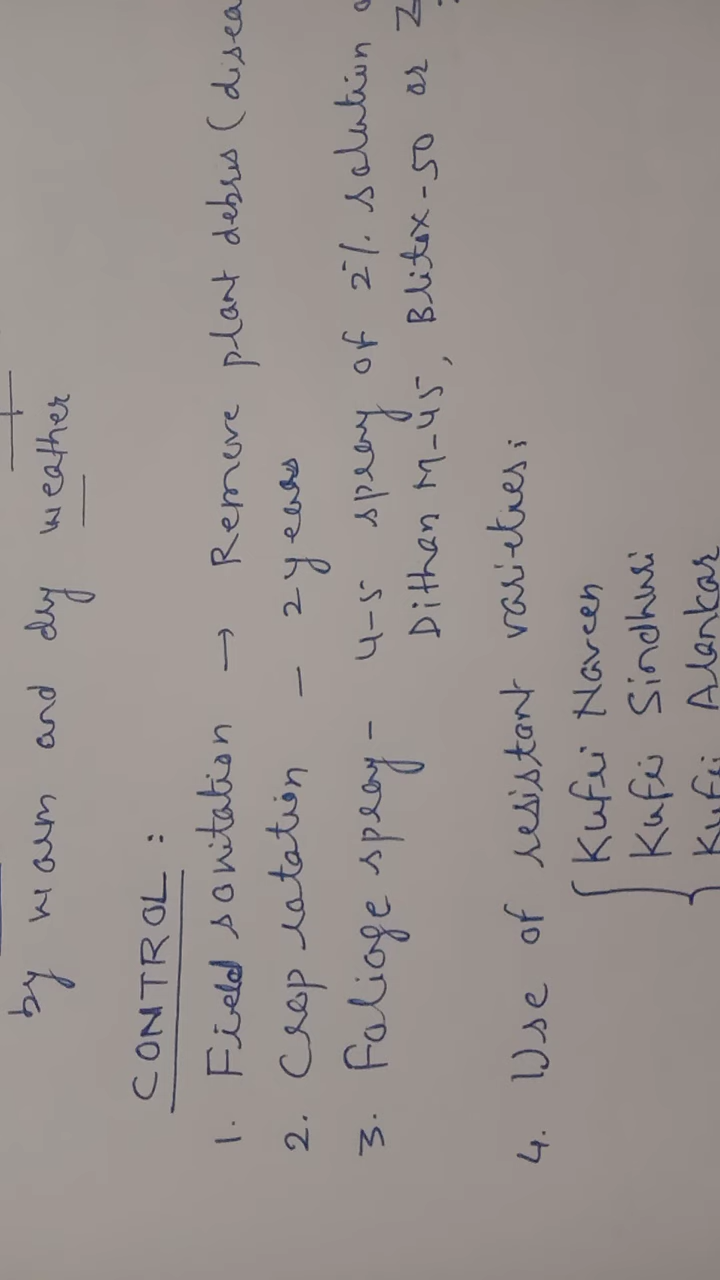 by warm and dry weather
CONTROL :
1. Field sanitation → Remove plant debris (disea
2. Crop rotation - 2 years
3. Foliage spray - 4-5 spray of 2% solution
Dithan M-45, Blitox-50 or Z
4. Use of resistant varieties:
Kufri Naveen
Kufri Sindhuri
Kufri Alankar